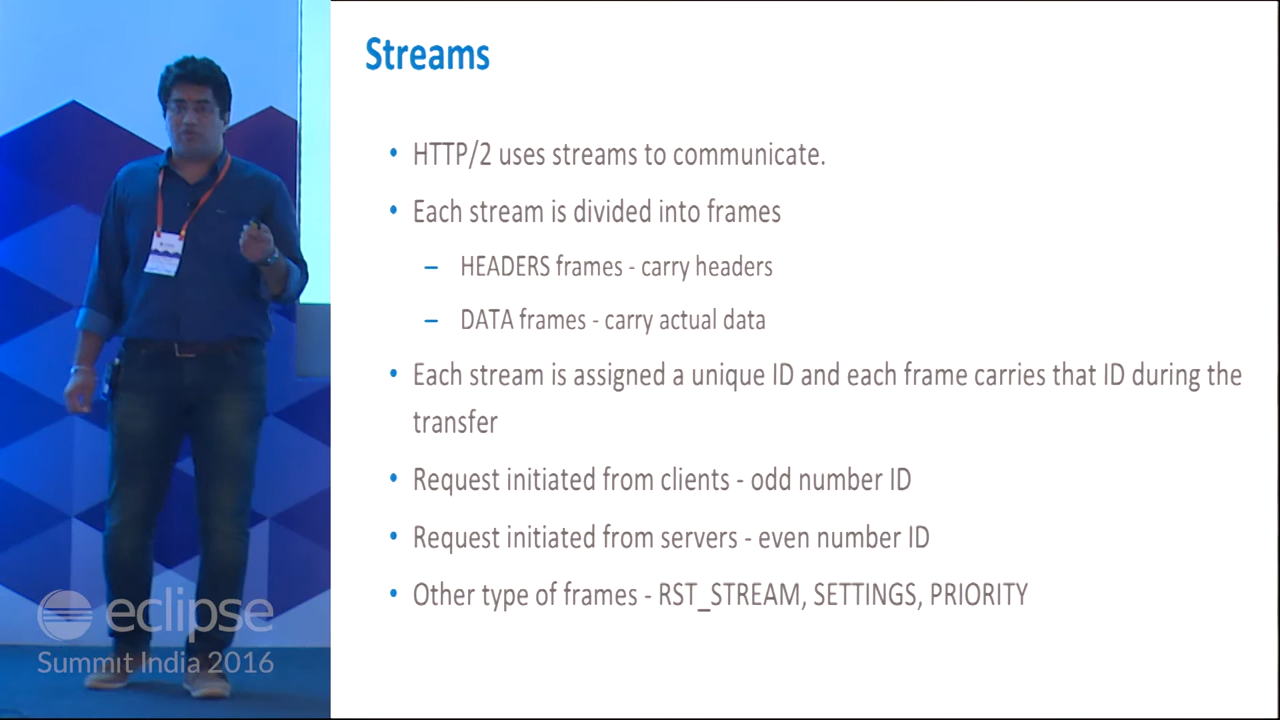 Streams
• HTTP/2 uses streams to communicate.
• Each stream is divided into frames
– HEADERS frames - carry headers
– DATA frames - carry actual data
• Each stream is assigned a unique ID and each frame carries that ID during the
transfer
• Request initiated from clients - odd number ID
• Request initiated from servers - even number ID
• Other type of frames - RST_STREAM, SETTINGS, PRIORITY
eclipse
Summit India 2016